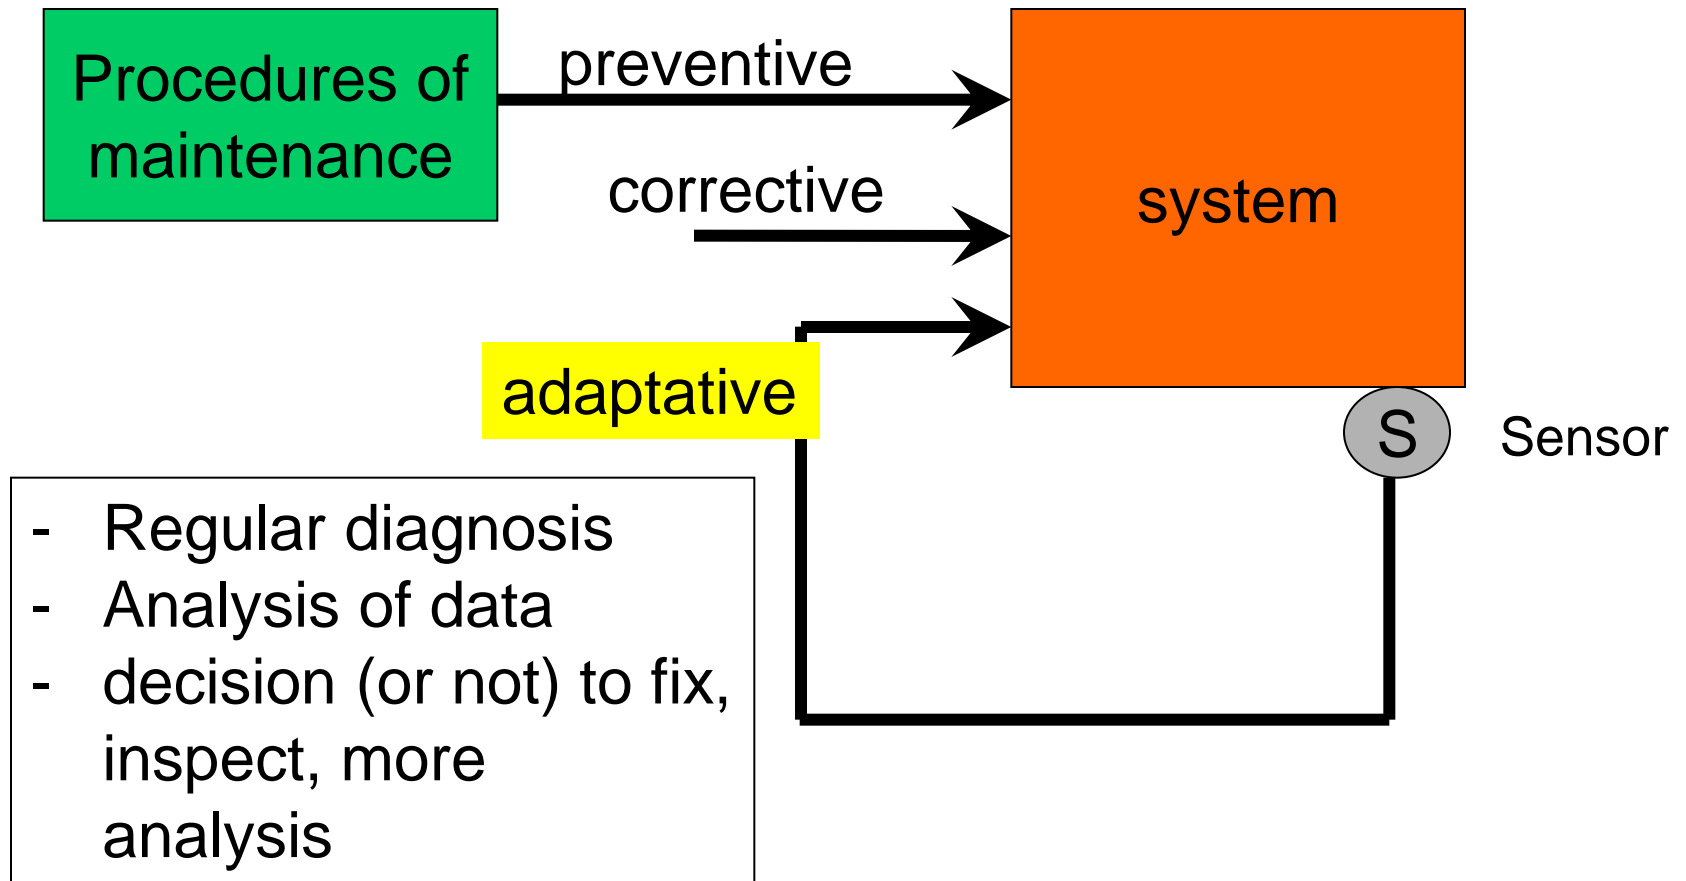 Procedures of
maintenance
preventive
corrective
system
adaptative
S
Sensor
- Regular diagnosis
- Analysis of data
- decision (or not) to fix,
inspect, more
analysis